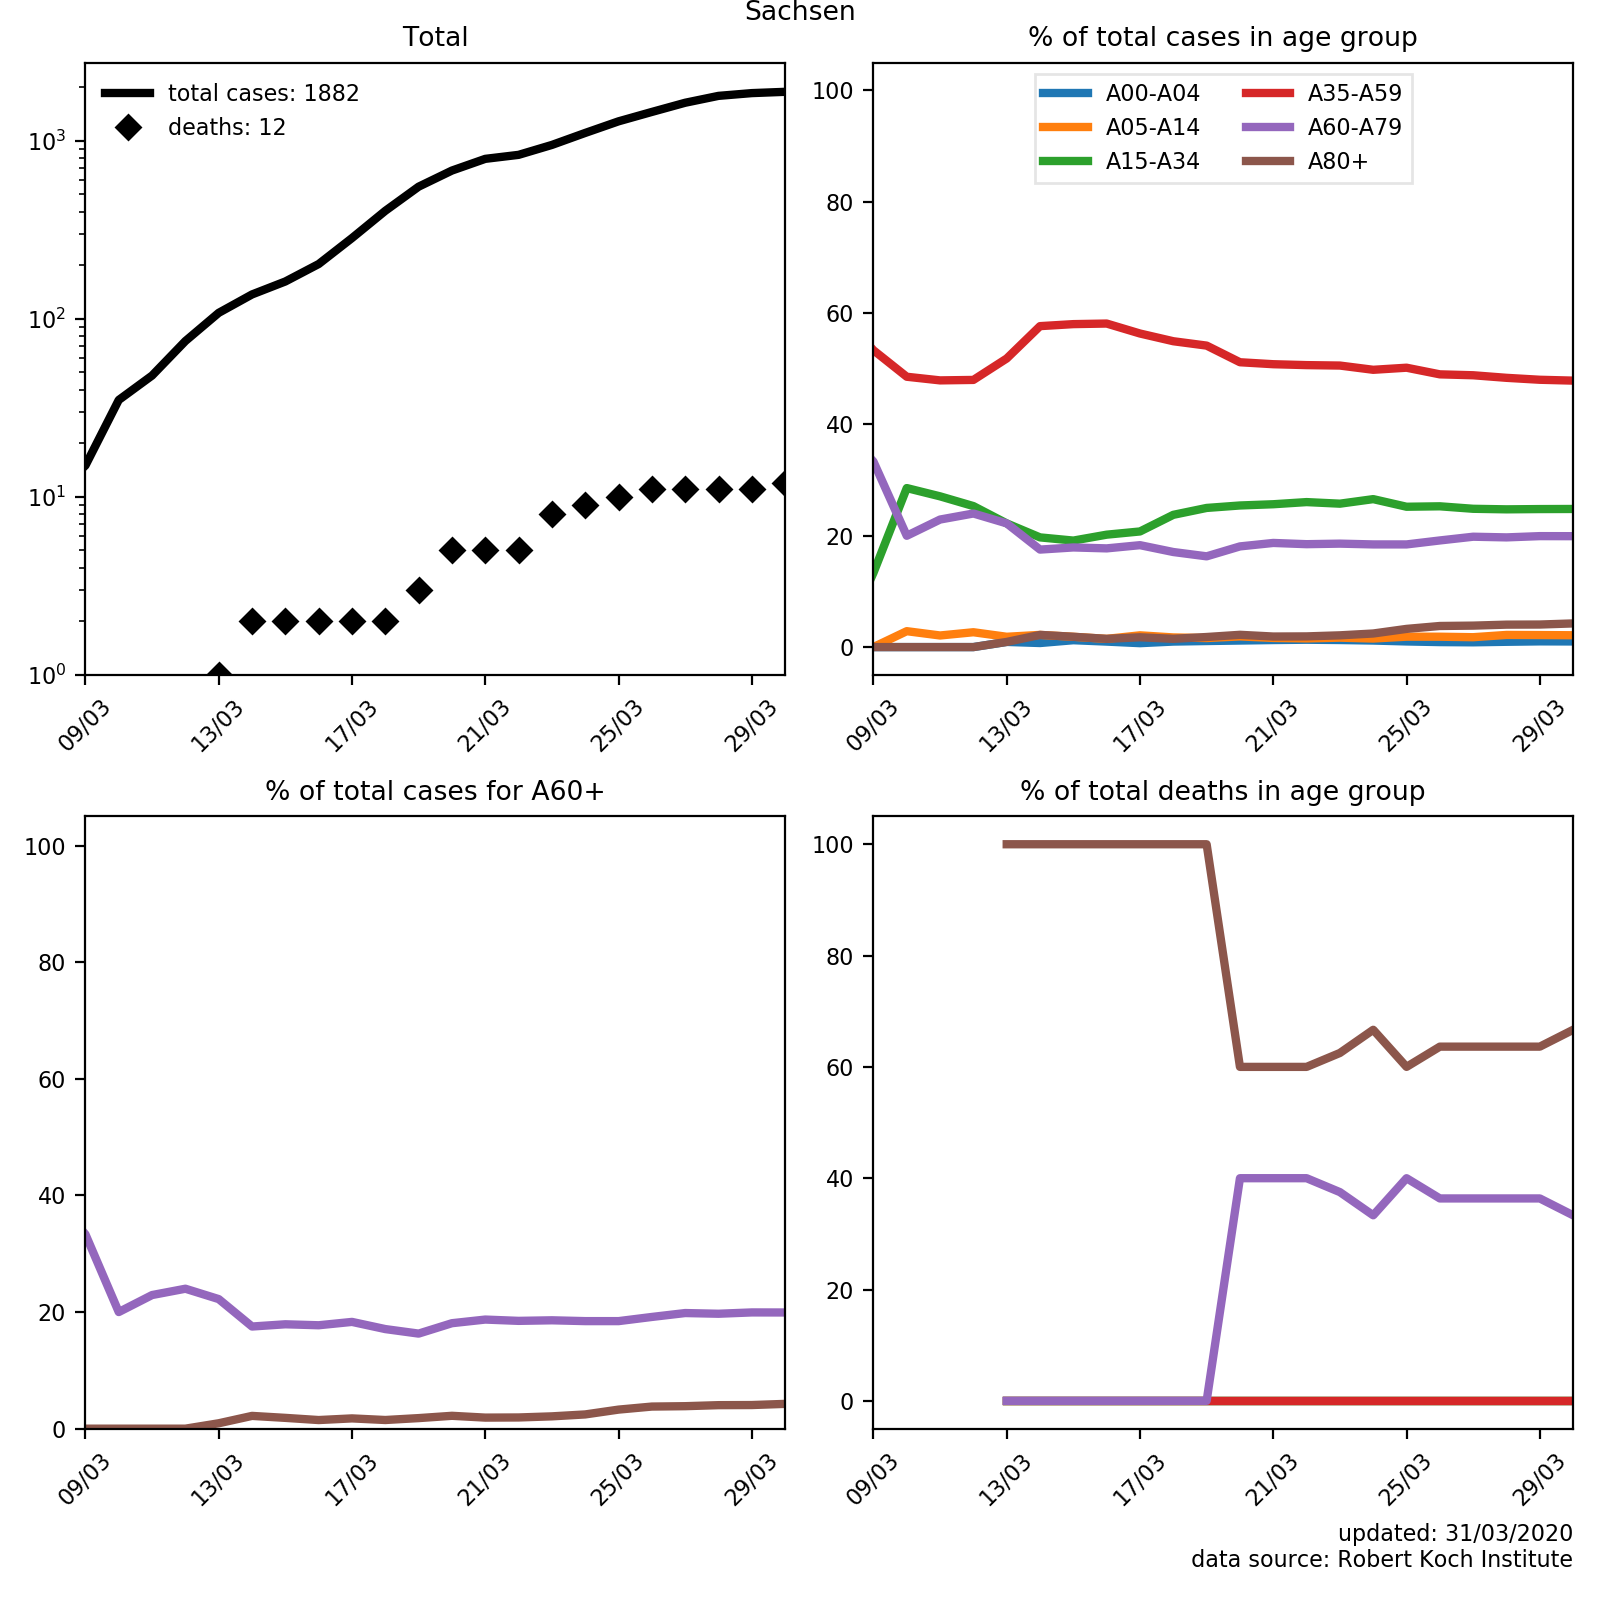 Sachsen
Total
total cases: 1882
deaths: 12
10³
10²
10¹
10⁰
09/03 13/03 17/03 21/03 25/03 29/03
% of total cases in age group
A00-A04 A35-A59
A05-A14 A60-A79
A15-A34 A80+
100
80
60
40
20
0
09/03 13/03 17/03 21/03 25/03 29/03
% of total cases for A60+
100
80
60
40
20
0
09/03 13/03 17/03 21/03 25/03 29/03
% of total deaths in age group
100
80
60
40
20
0
09/03 13/03 17/03 21/03 25/03 29/03
updated: 31/03/2020
data source: Robert Koch Institute